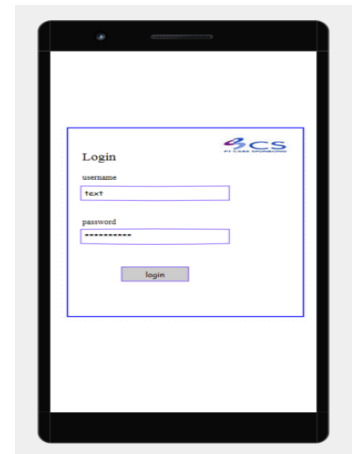 CS
Login
username
text
password
••••••••••
login